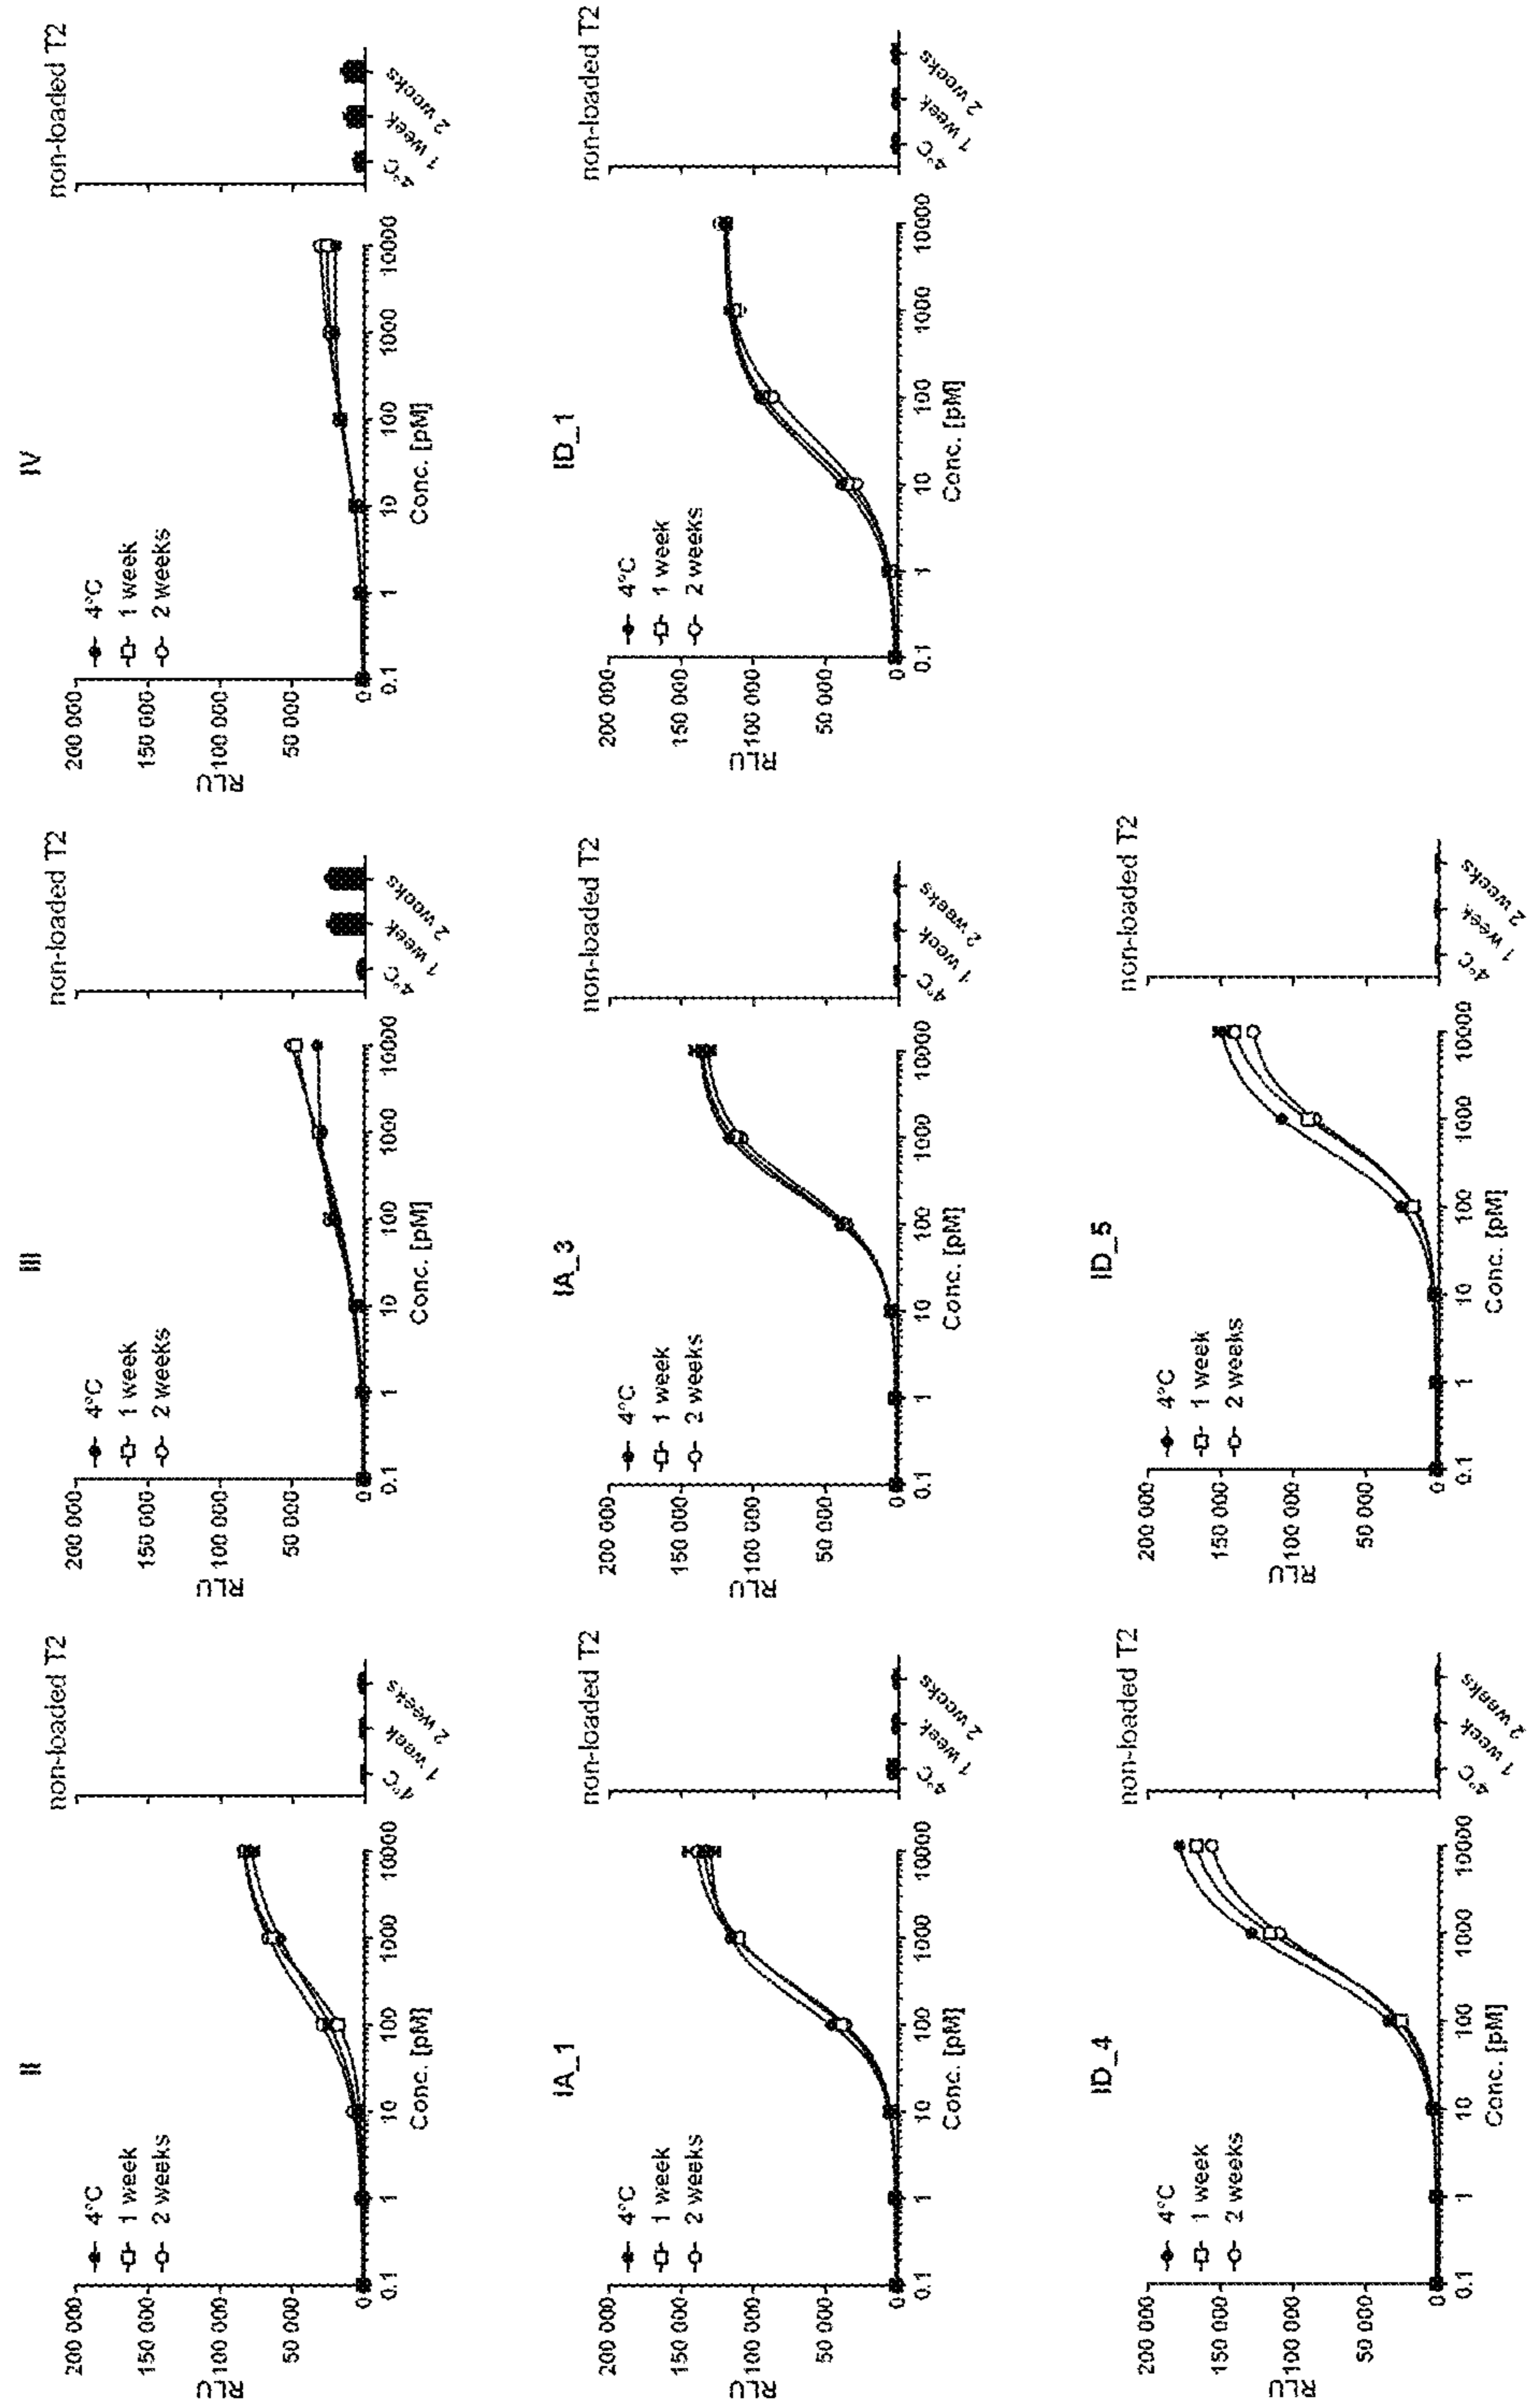 II
200 000
150 000
100 000
50 000
0
RLU
4°C
1 week
2 weeks
0.1
1
10
100
1000
10000
Conc. [pM]
non-loaded T2
4°C
1 week
2 weeks
III
200 000
150 000
100 000
50 000
0
RLU
4°C
1 week
2 weeks
0.1
1
10
100
1000
10000
Conc. [pM]
non-loaded T2
4°C
1 week
2 weeks
IV
200 000
150 000
100 000
50 000
0
RLU
4°C
1 week
2 weeks
0.1
1
10
100
1000
10000
Conc. [pM]
non-loaded T2
4°C
1 week
2 weeks
IA_1
200 000
150 000
100 000
50 000
0
RLU
4°C
1 week
2 weeks
0.1
1
10
100
1000
10000
Conc. [pM]
non-loaded T2
4°C
1 week
2 weeks
IA_3
200 000
150 000
100 000
50 000
0
RLU
4°C
1 week
2 weeks
0.1
1
10
100
1000
10000
Conc. [pM]
non-loaded T2
4°C
1 week
2 weeks
ID_1
200 000
150 000
100 000
50 000
0
RLU
4°C
1 week
2 weeks
0.1
1
10
100
1000
10000
Conc. [pM]
non-loaded T2
4°C
1 week
2 weeks
ID_4
200 000
150 000
100 000
50 000
0
RLU
4°C
1 week
2 weeks
0.1
1
10
100
1000
10000
Conc. [pM]
non-loaded T2
4°C
1 week
2 weeks
ID_5
200 000
150 000
100 000
50 000
0
RLU
4°C
1 week
2 weeks
0.1
1
10
100
1000
10000
Conc. [pM]
non-loaded T2
4°C
1 week
2 weeks